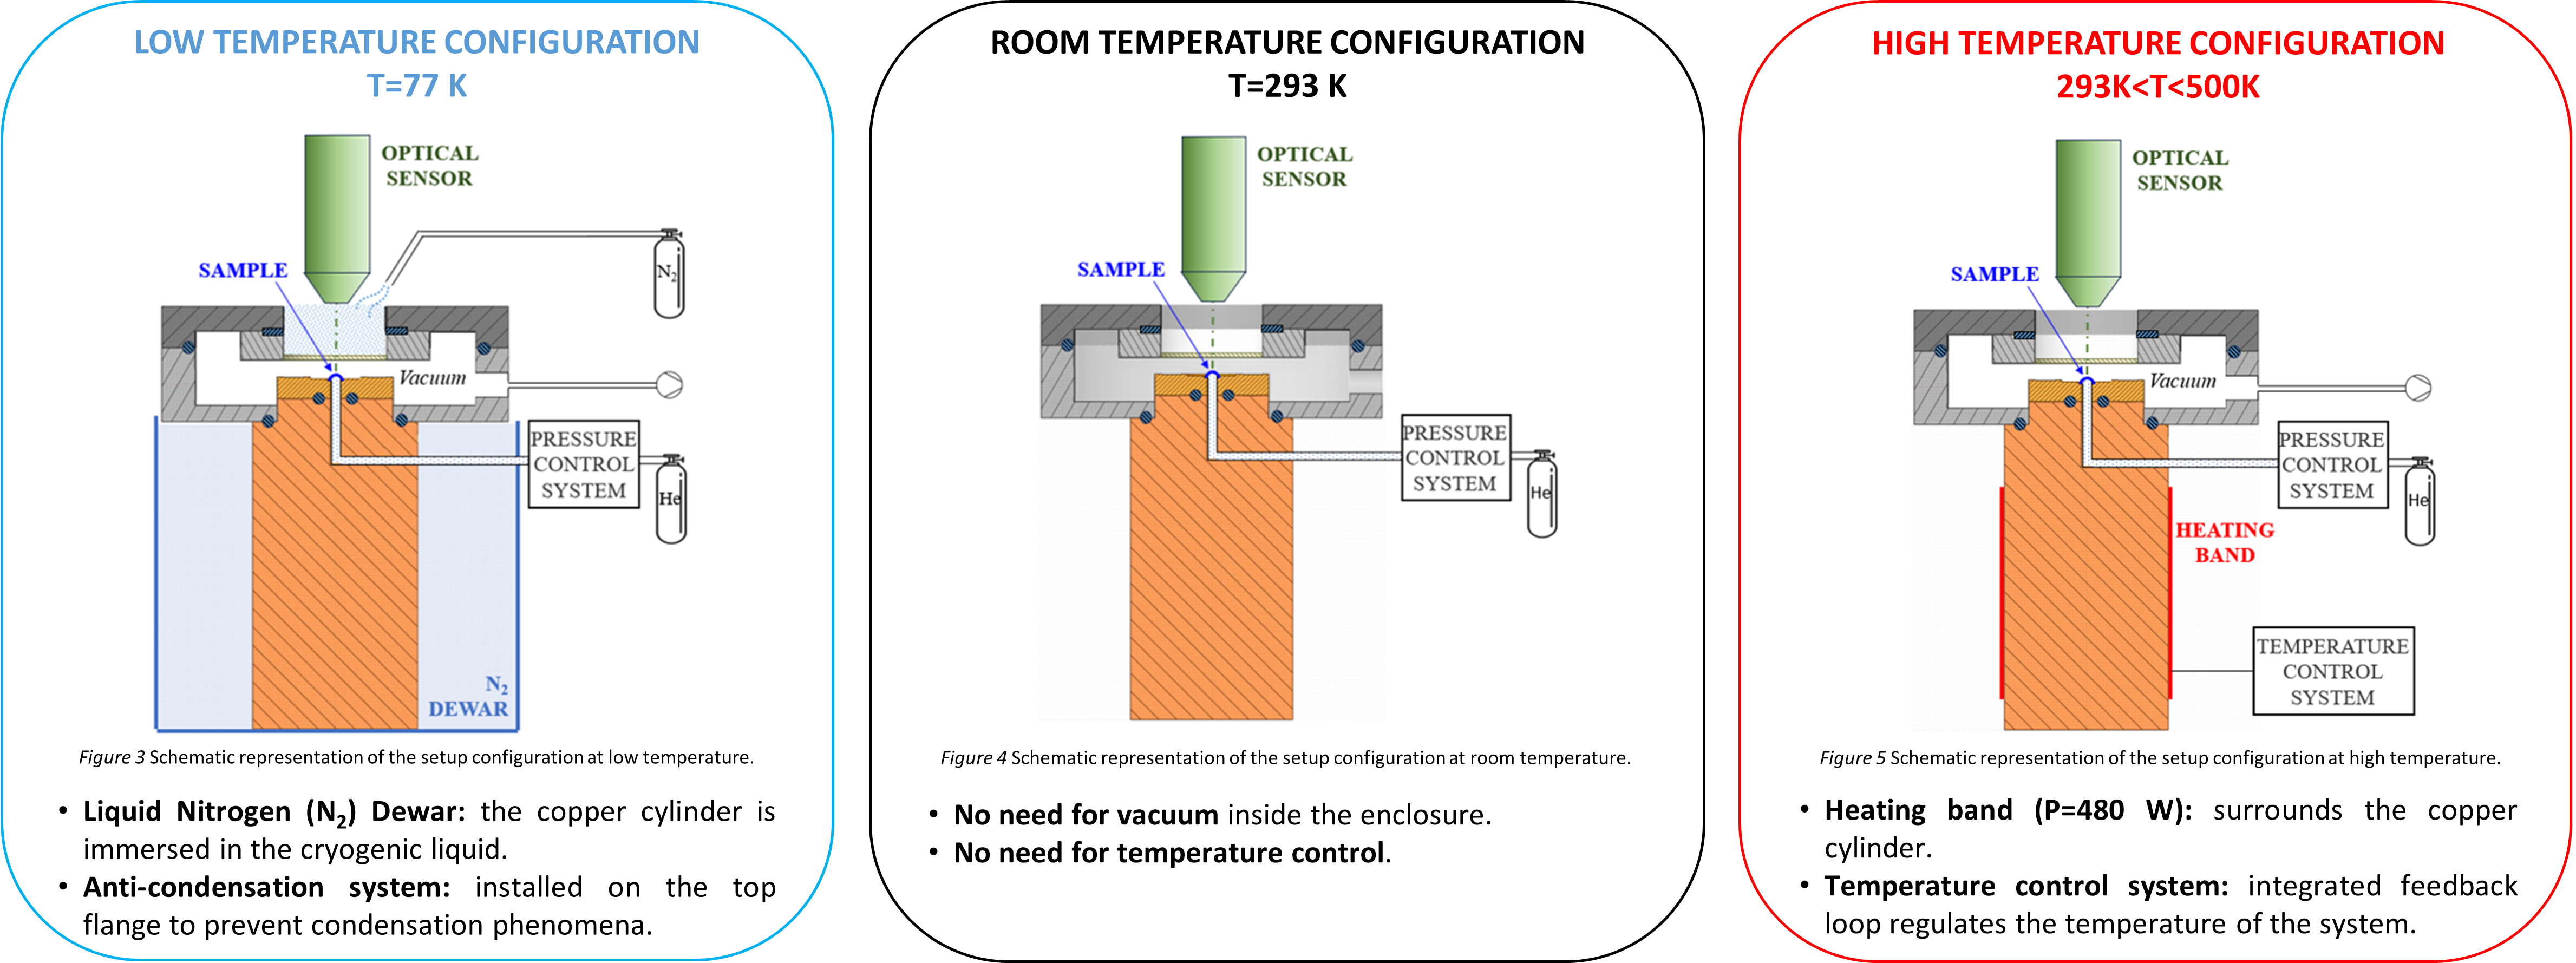 LOW TEMPERATURE CONFIGURATION
T=77 K
OPTICAL
SENSOR
N2
SAMPLE
Vacuum
PRESSURE
CONTROL
SYSTEM
He
N2
DEWAR
Figure 3 Schematic representation of the setup configuration at low temperature.
• Liquid Nitrogen (N2) Dewar: the copper cylinder is
immersed in the cryogenic liquid.
• Anti-condensation system: installed on the top
flange to prevent condensation phenomena.
ROOM TEMPERATURE CONFIGURATION
T=293 K
OPTICAL
SENSOR
SAMPLE
PRESSURE
CONTROL
SYSTEM
He
Figure 4 Schematic representation of the setup configuration at room temperature.
• No need for vacuum inside the enclosure.
• No need for temperature control.
HIGH TEMPERATURE CONFIGURATION
293K<T<500K
OPTICAL
SENSOR
SAMPLE
Vacuum
PRESSURE
CONTROL
SYSTEM
He
HEATING
BAND
TEMPERATURE
CONTROL
SYSTEM
Figure 5 Schematic representation of the setup configuration at high temperature.
• Heating band (P=480 W): surrounds the copper
cylinder.
• Temperature control system: integrated feedback
loop regulates the temperature of the system.